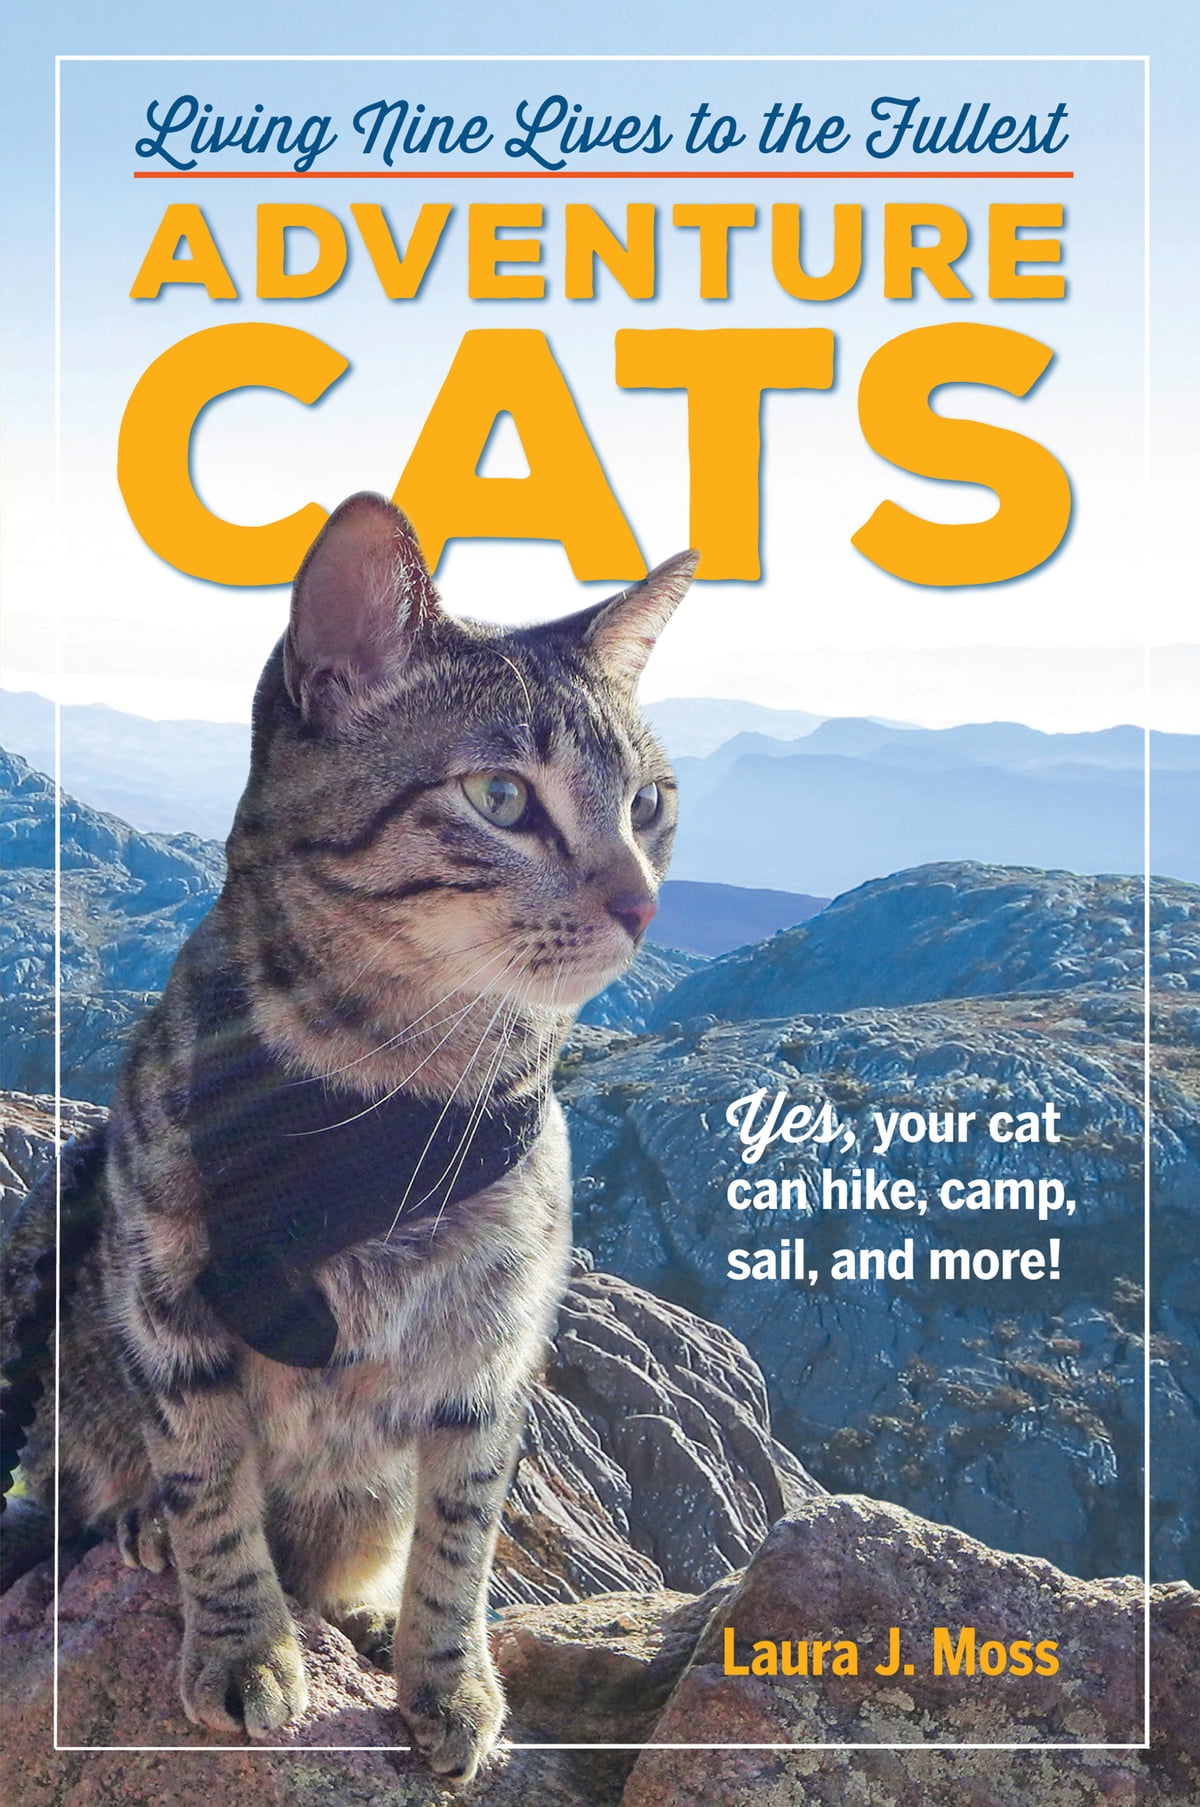 Living Nine Lives to the Fullest
ADVENTURE
CATS
Yes, your cat
can hike, camp,
sail, and more!
Laura J. Moss